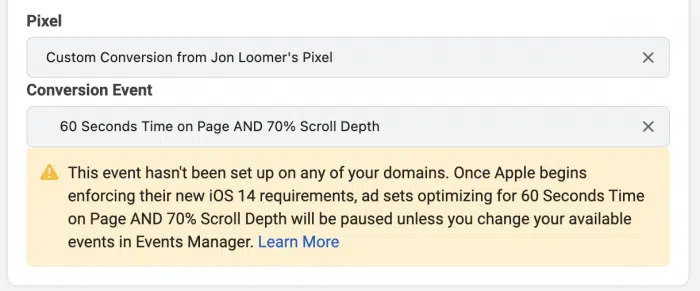 Pixel
Custom Conversion from Jon Loomer's Pixel
Conversion Event
60 Seconds Time on Page AND 70% Scroll Depth
This event hasn't been set up on any of your domains. Once Apple begins
enforcing their new iOS 14 requirements, ad sets optimizing for 60 Seconds Time
on Page AND 70% Scroll Depth will be paused unless you change your available
events in Events Manager. Learn More